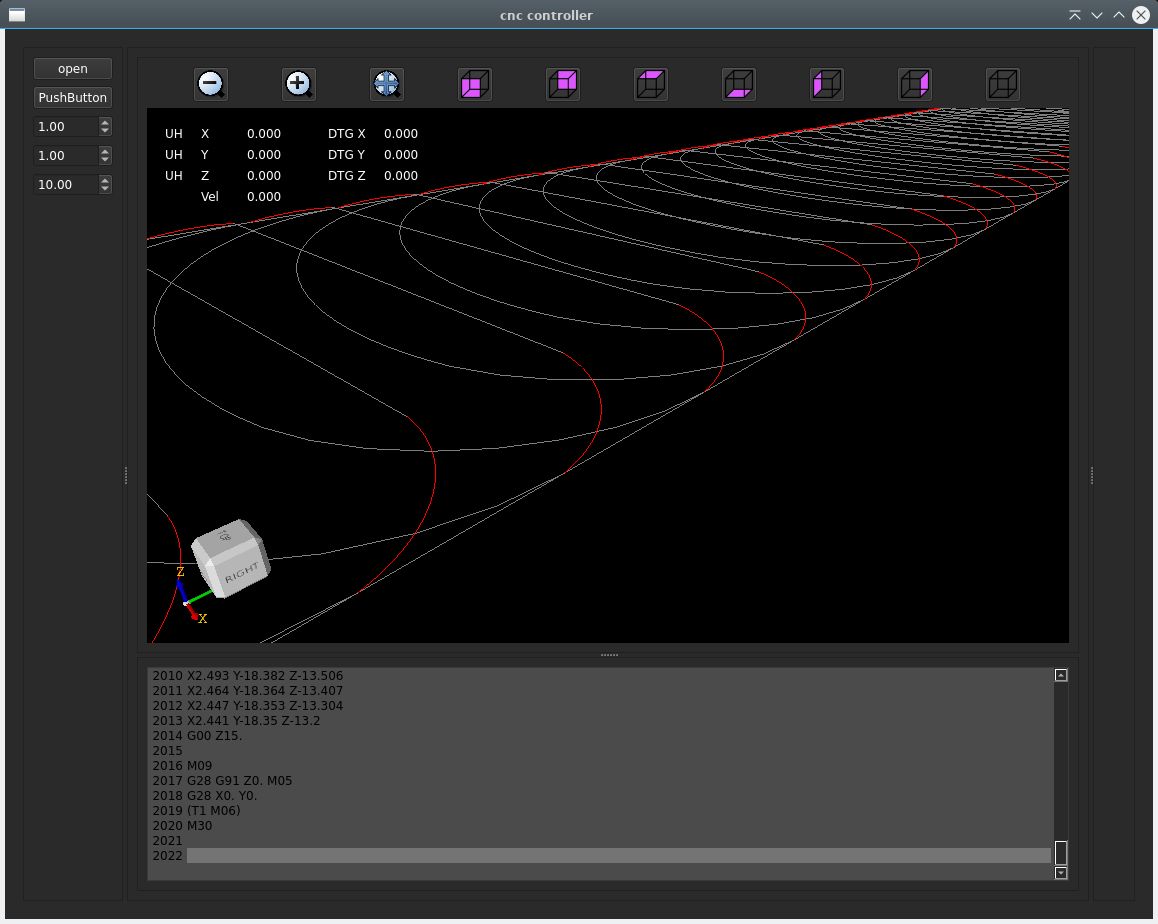 cnc controller
open
PushButton
1.00
1.00
10.00
UH X 0.000 DTG X 0.000
UH Y 0.000 DTG Y 0.000
UH Z 0.000 DTG Z 0.000
Vel 0.000
RIGHT
Z
X
2010 X2.493 Y-18.382 Z-13.506
2011 X2.464 Y-18.364 Z-13.407
2012 X2.447 Y-18.353 Z-13.304
2013 X2.441 Y-18.35 Z-13.2
2014 G00 Z15.
2015
2016 M09
2017 G28 G91 Z0. M05
2018 G28 X0. Y0.
2019 (T1 M06)
2020 M30
2021
2022